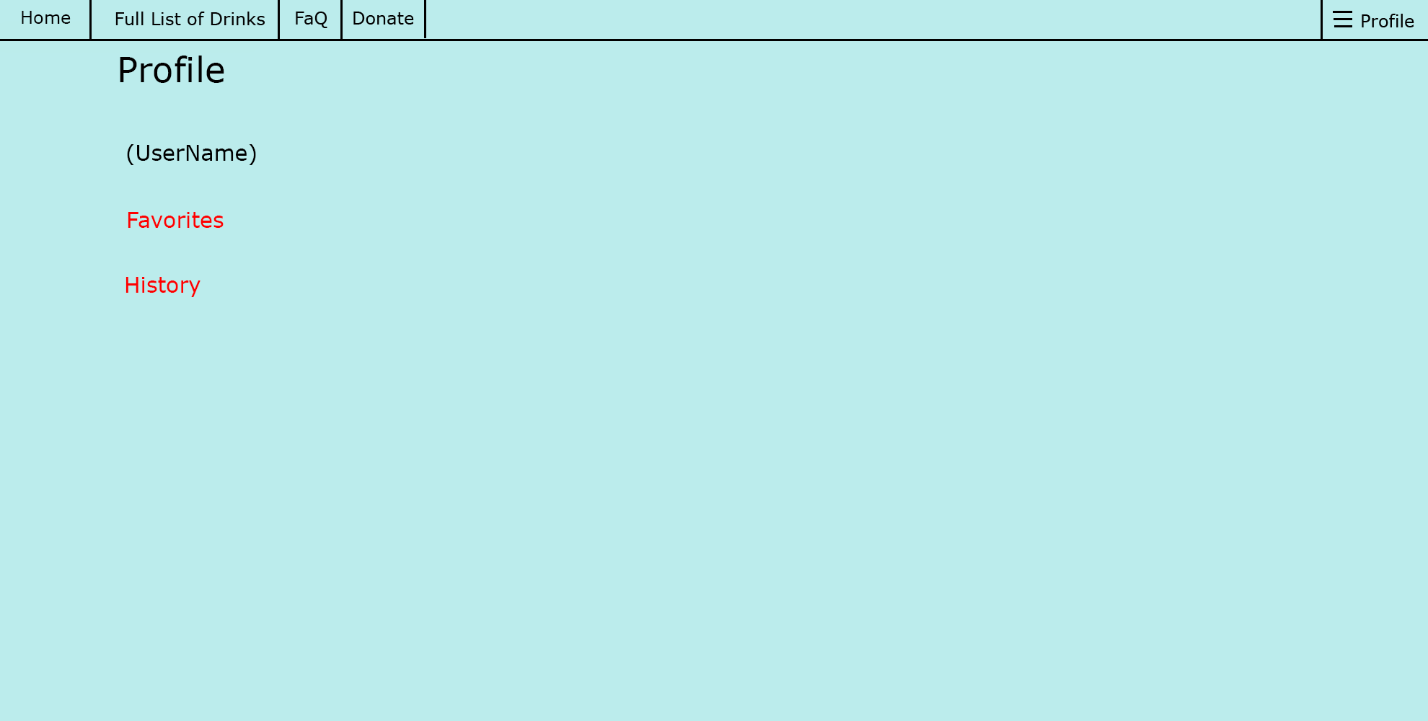 Home Full List of Drinks FaQ Donate Profile
Profile
(UserName)
Favorites
History